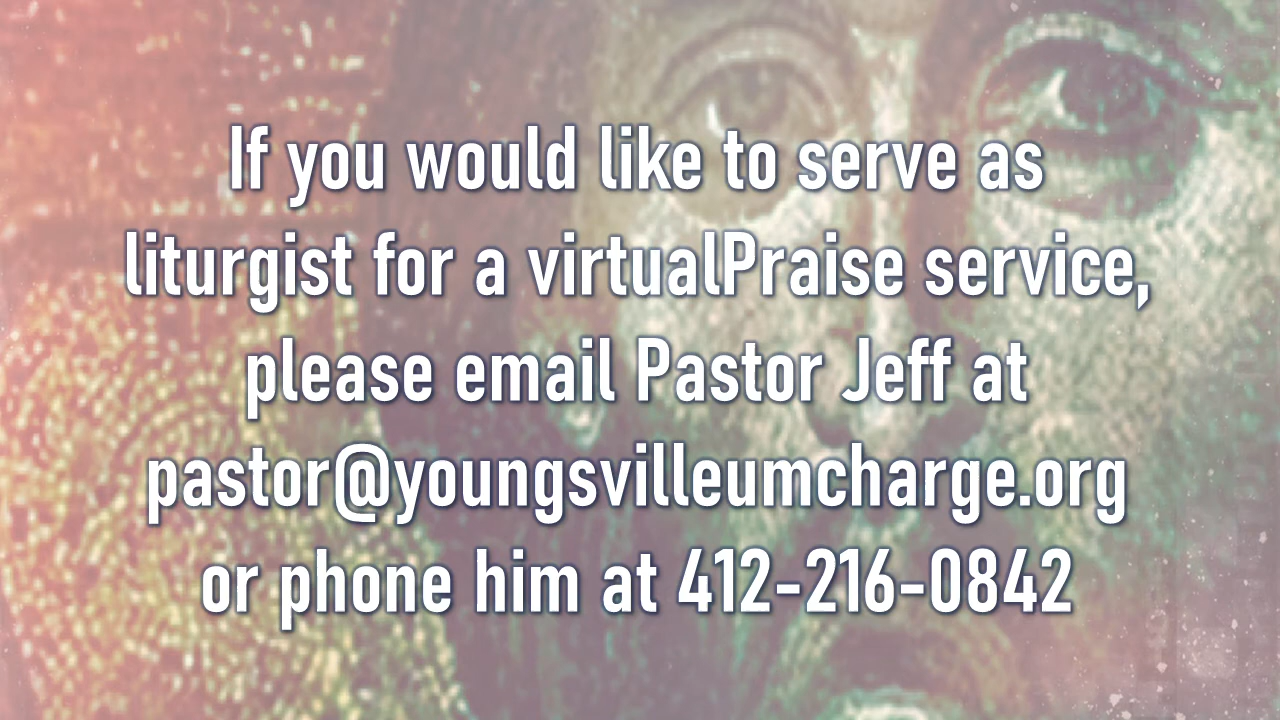 If you would like to serve as
liturgist for a virtualPraise service,
please email Pastor Jeff at
pastor@youngsvilleumcharge.org
or phone him at 412-216-0842